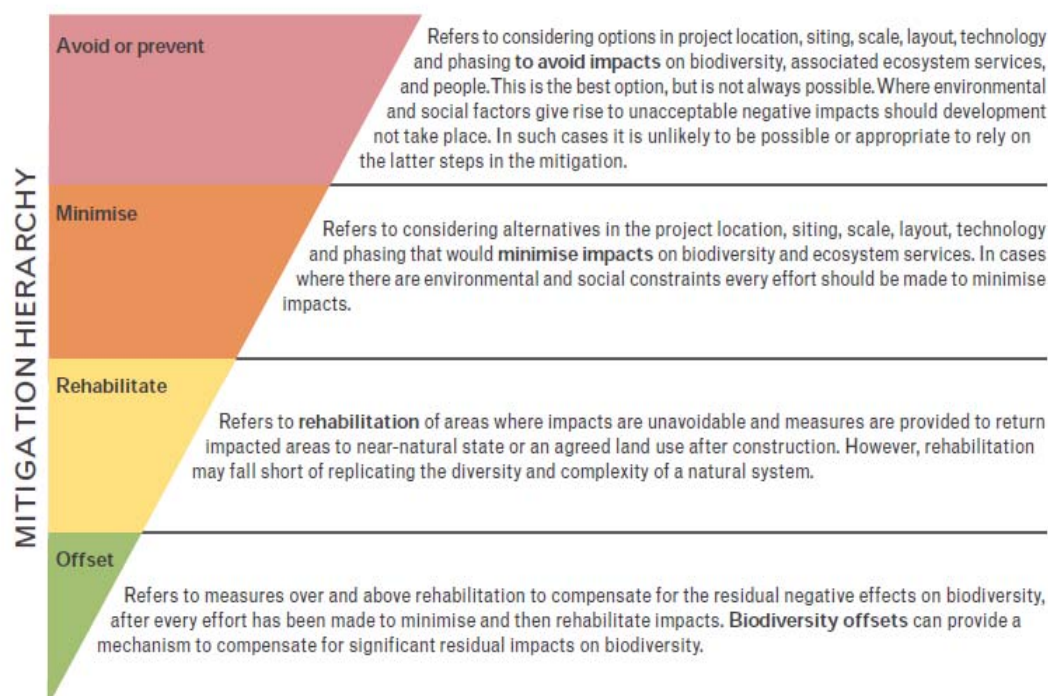 MITIGATION HIERARCHY
Avoid or prevent
Refers to considering options in project location, siting, scale, layout, technology
and phasing to avoid impacts on biodiversity, associated ecosystem services,
and people. This is the best option, but is not always possible. Where environmental
and social factors give rise to unacceptable negative impacts should development
not take place. In such cases it is unlikely to be possible or appropriate to rely on
the latter steps in the mitigation.
Minimise
Refers to considering alternatives in the project location, siting, scale, layout, technology
and phasing that would minimise impacts on biodiversity and ecosystem services. In cases
where there are environmental and social constraints every effort should be made to minimise
impacts.
Rehabilitate
Refers to rehabilitation of areas where impacts are unavoidable and measures are provided to return
impacted areas to near-natural state or an agreed land use after construction. However, rehabilitation
may fall short of replicating the diversity and complexity of a natural system.
Offset
Refers to measures over and above rehabilitation to compensate for the residual negative effects on biodiversity,
after every effort has been made to minimise and then rehabilitate impacts. Biodiversity offsets can provide a
mechanism to compensate for significant residual impacts on biodiversity.